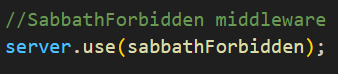 //SabbathForbidden middleware
server.use(sabbathForbidden);